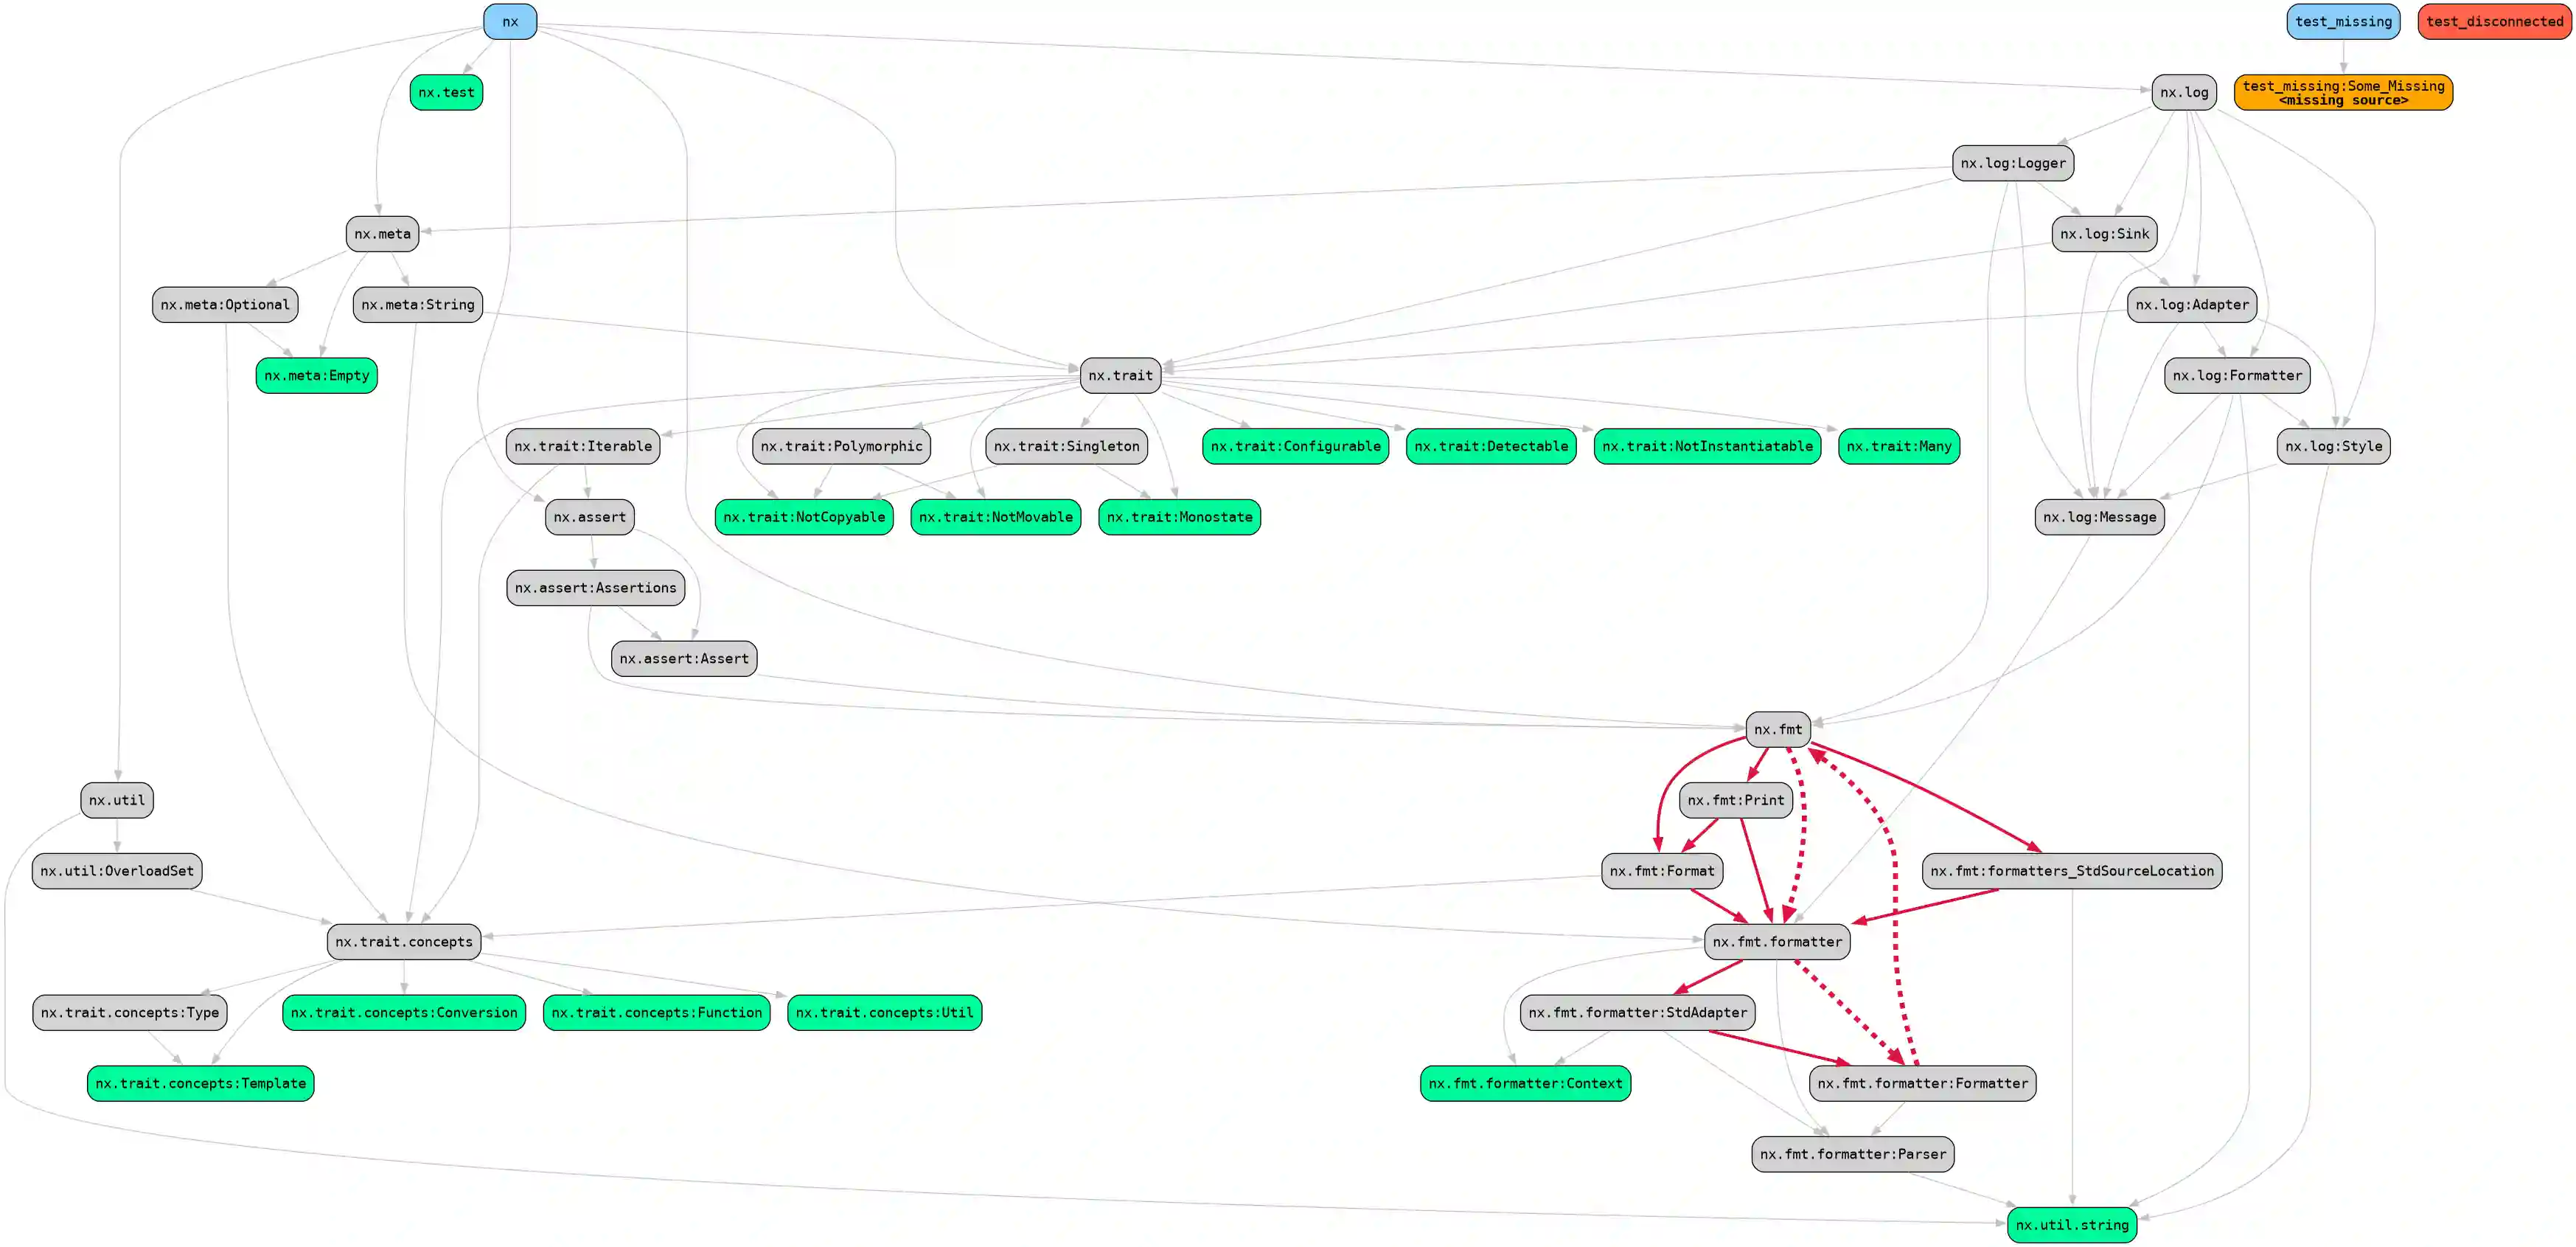 nx
test_missing
test_disconnected
nx.test
nx.log
test_missing:Some_Missing
<missing source>
nx.log:Logger
nx.meta
nx.log:Sink
nx.meta:Optional
nx.meta:String
nx.log:Adapter
nx.meta:Empty
nx.trait
nx.log:Formatter
nx.trait:Iterable
nx.trait:Polymorphic
nx.trait:Singleton
nx.trait:Configurable
nx.trait:Detectable
nx.trait:NotInstantiatable
nx.trait:Many
nx.log:Style
nx.assert
nx.trait:NotCopyable
nx.trait:NotMovable
nx.trait:Monostate
nx.log:Message
nx.assert:Assertions
nx.assert:Assert
nx.fmt
nx.util
nx.fmt:Print
nx.util:OverloadSet
nx.fmt:Format
nx.fmt:formatters_StdSourceLocation
nx.trait.concepts
nx.fmt.formatter
nx.trait.concepts:Type
nx.trait.concepts:Conversion
nx.trait.concepts:Function
nx.trait.concepts:Util
nx.fmt.formatter:StdAdapter
nx.trait.concepts:Template
nx.fmt.formatter:Context
nx.fmt.formatter:Formatter
nx.fmt.formatter:Parser
nx.util.string